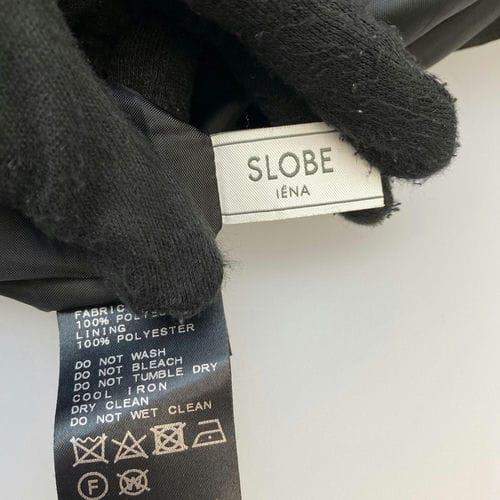 SLOBE
IÉNA
FABRIC
100% POLYESTER
LINING
100% POLYESTER
DO NOT WASH
DO NOT BLEACH
DO NOT TUMBLE DRY
COOL IRON
DRY CLEAN
DO NOT WET CLEAN
F
W